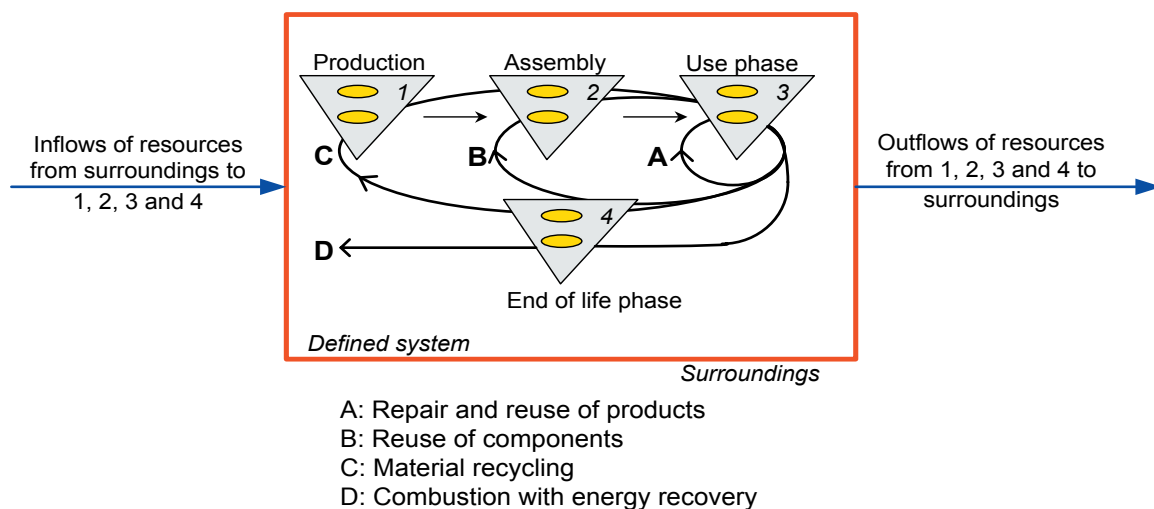 Production
Assembly
Use phase
1
2
3
Inflows of resources
from surroundings to
1, 2, 3 and 4
C
B
A
Outflows of resources
from 1, 2, 3 and 4 to
surroundings
4
D
End of life phase
Defined system
Surroundings
A: Repair and reuse of products
B: Reuse of components
C: Material recycling
D: Combustion with energy recovery